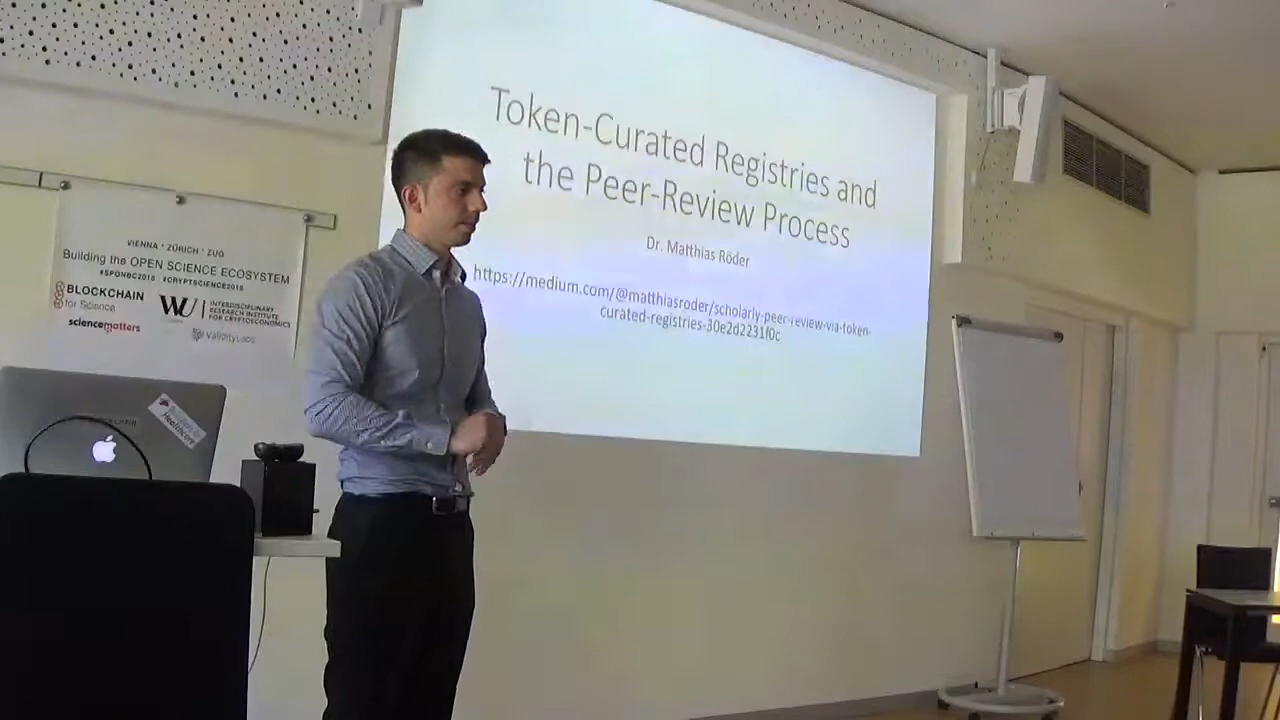 Token-Curated Registries and
the Peer-Review Process
Dr. Matthias Röder
https://medium.com/@matthiasroder/scholarly-peer-review-via-token-
curated-registries-30e2d2231f0c
VIENNA * ZÜRICH * ZUG
Building the OPEN SCIENCE ECOSYSTEM
#SPONBC2018 #CRYPTSCIENCE2018
BLOCKCHAIN
for Science
sciencematters
WU
INTERDISCIPLINARY
RESEARCH INSTITUTE
FOR CRYPTOECONOMICS
ValidityLabs
Healthcare